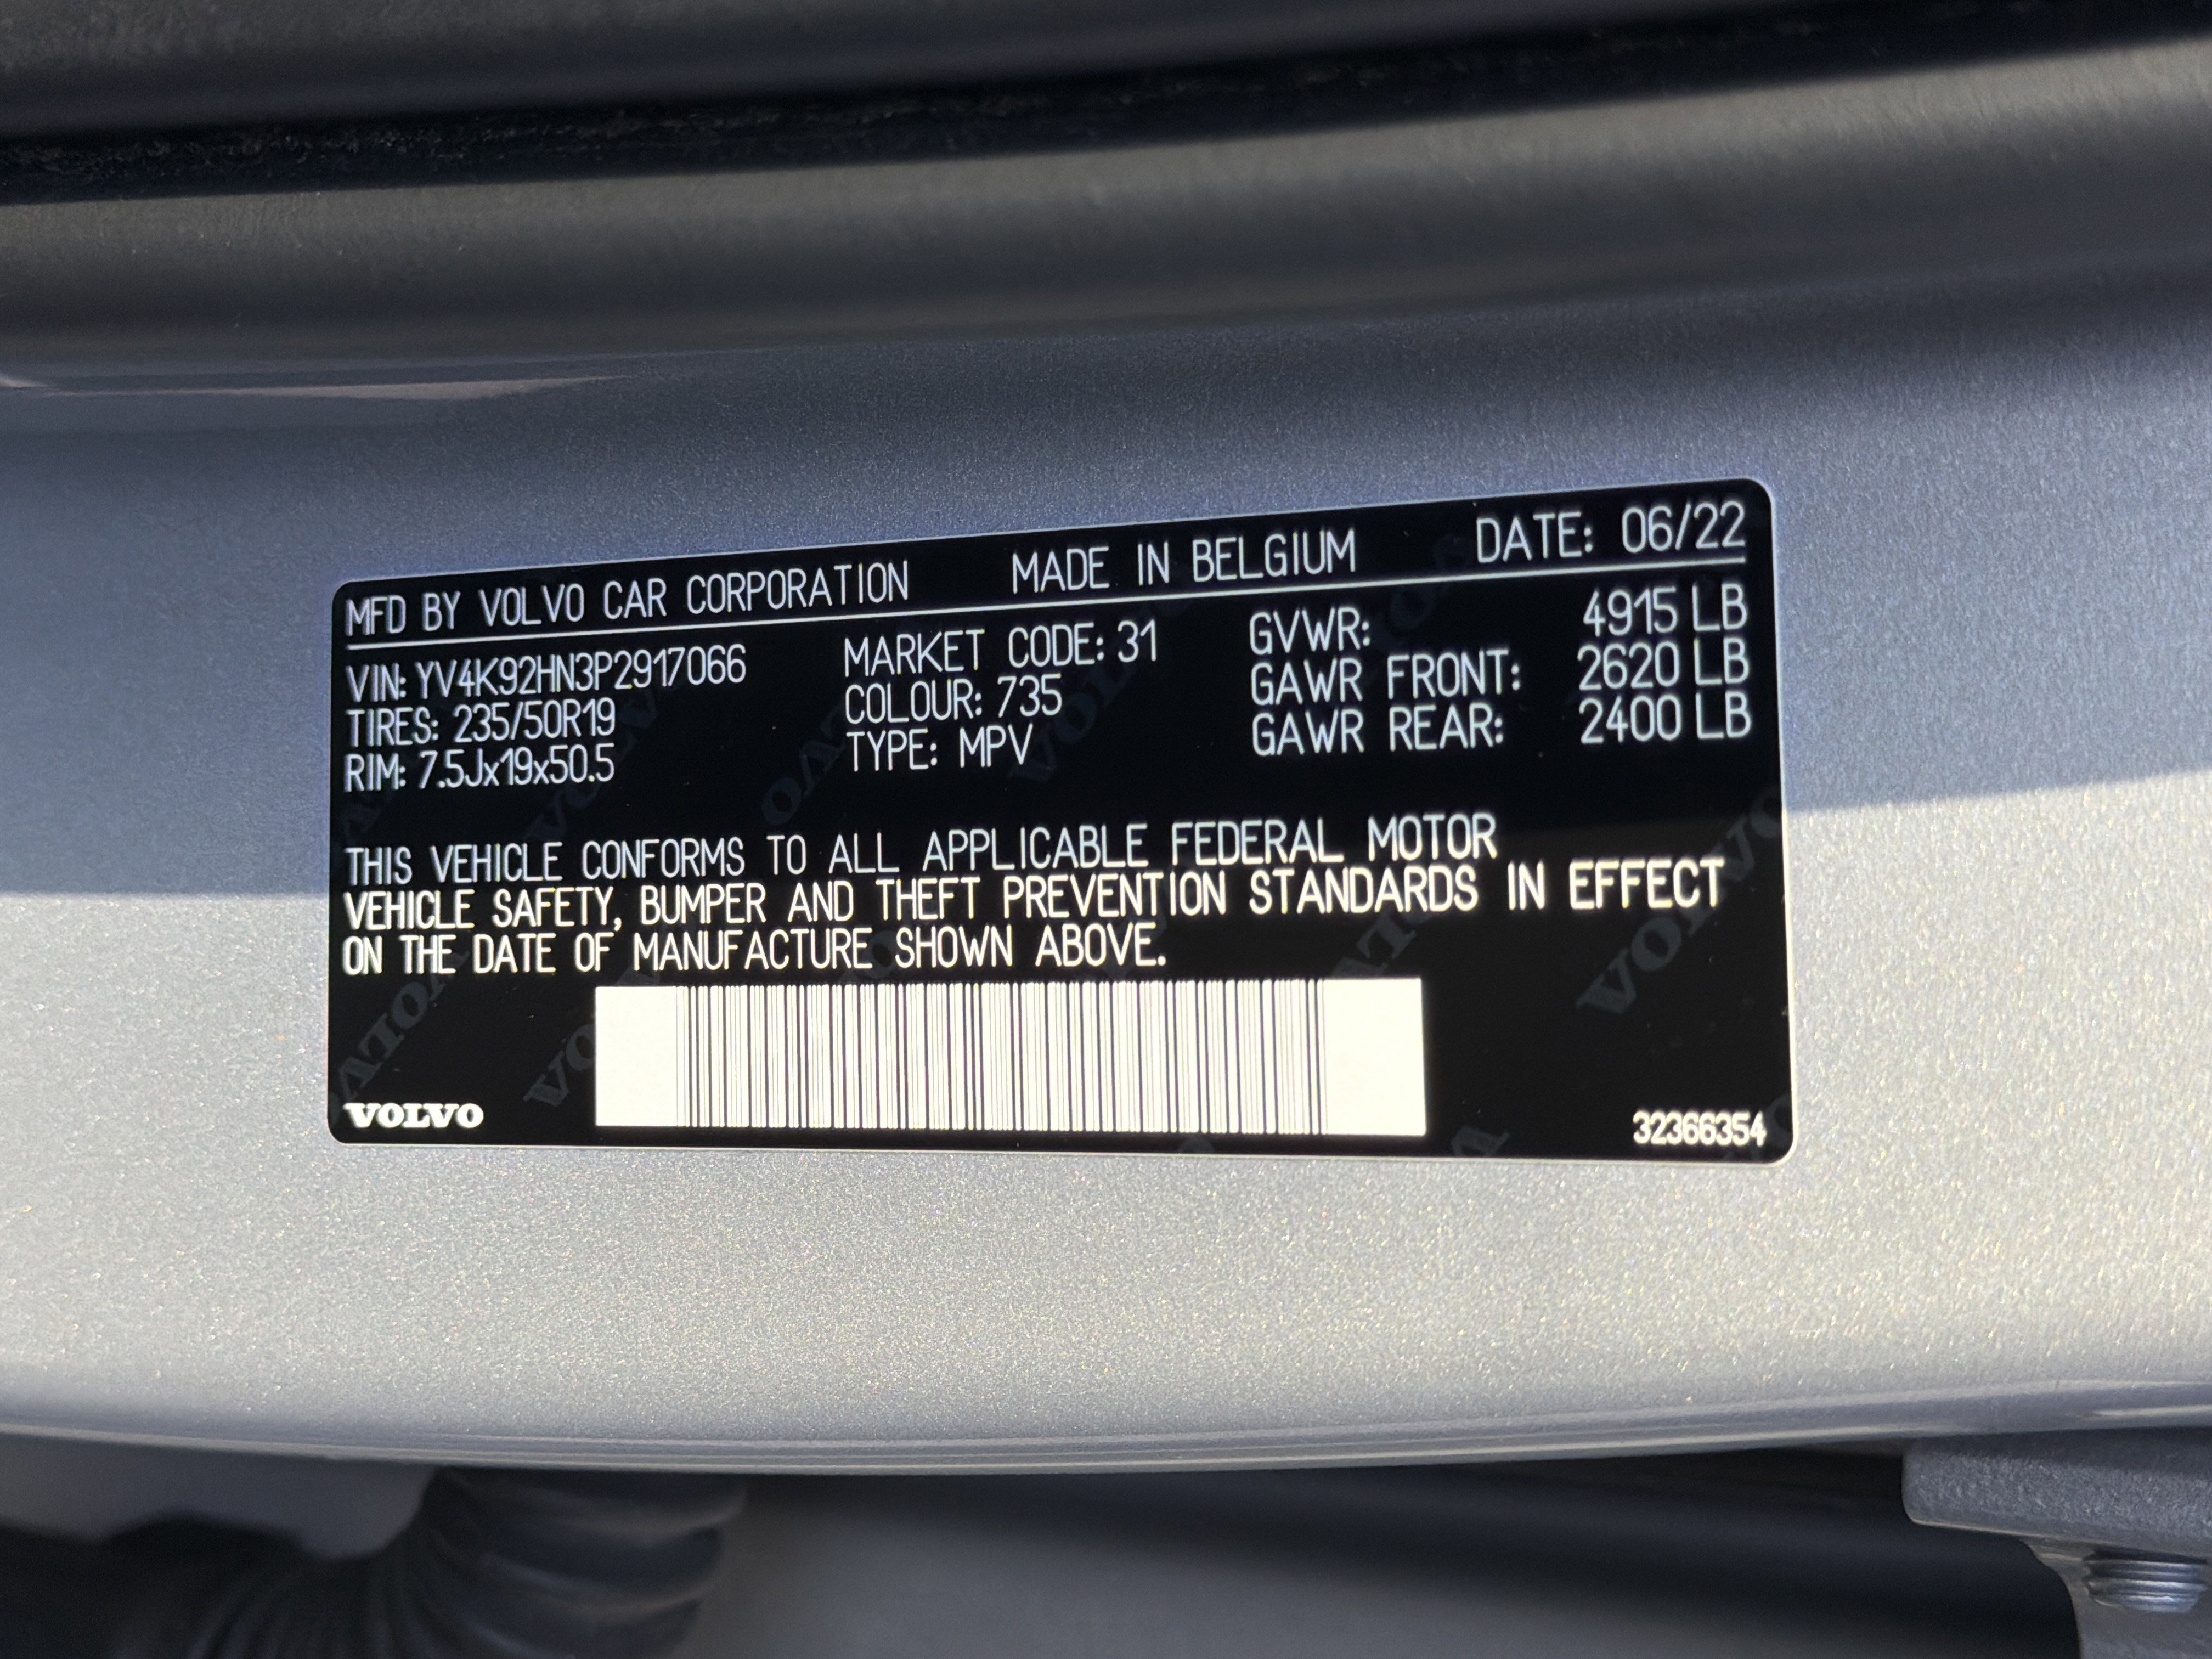 MFD BY VOLVO CAR CORPORATION MADE IN BELGIUM DATE: 06/22
VIN: YV4K92HN3P2917066 MARKET CODE: 31 GVWR: 4915 LB
TIRES: 235/50R19 COLOUR: 735 GAWR FRONT: 2620 LB
RIM: 7.5Jx19x50.5 TYPE: MPV GAWR REAR: 2400 LB
THIS VEHICLE CONFORMS TO ALL APPLICABLE FEDERAL MOTOR
VEHICLE SAFETY, BUMPER AND THEFT PREVENTION STANDARDS IN EFFECT
ON THE DATE OF MANUFACTURE SHOWN ABOVE.
VOLVO 32366354